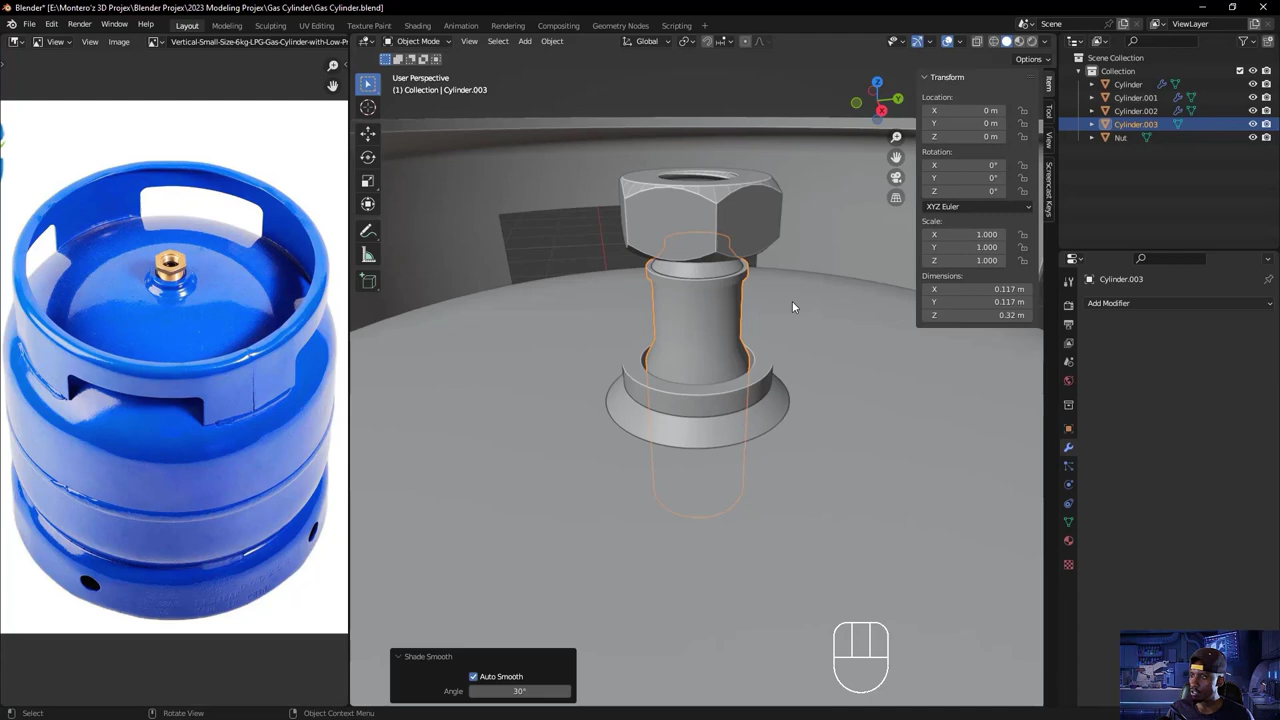 Blender* [E:\Montero'z 3D Projex\Blender Projex\2023 Modeling Projex\Gas Cylinder\Gas Cylinder.blend]
File Edit Render Window Help Layout Modeling Sculpting UV Editing Texture Paint Shading Animation Rendering Compositing Geometry Nodes Scripting + Scene ViewLayer
View View Image Vertical-Small-Size-6kg-LPG-Gas-Cylinder-with-Low-Pr Object Mode View Select Add Object Global
Options
User Perspective
(1) Collection | Cylinder.003
X
Y
Z
Transform
Location:
X 0 m
Y 0 m
Z 0 m
Rotation:
X 0°
Y 0°
Z 0°
XYZ Euler
Scale:
X 1.000
Y 1.000
Z 1.000
Dimensions:
X 0.117 m
Y 0.117 m
Z 0.32 m
Item
Tool
View
Screencast Keys
Scene Collection
Collection
Cylinder
Cylinder.001
Cylinder.002
Cylinder.003
Nut
Cylinder.003
Add Modifier
Shade Smooth
Auto Smooth
Angle 30°
Select Rotate View Object Context Menu